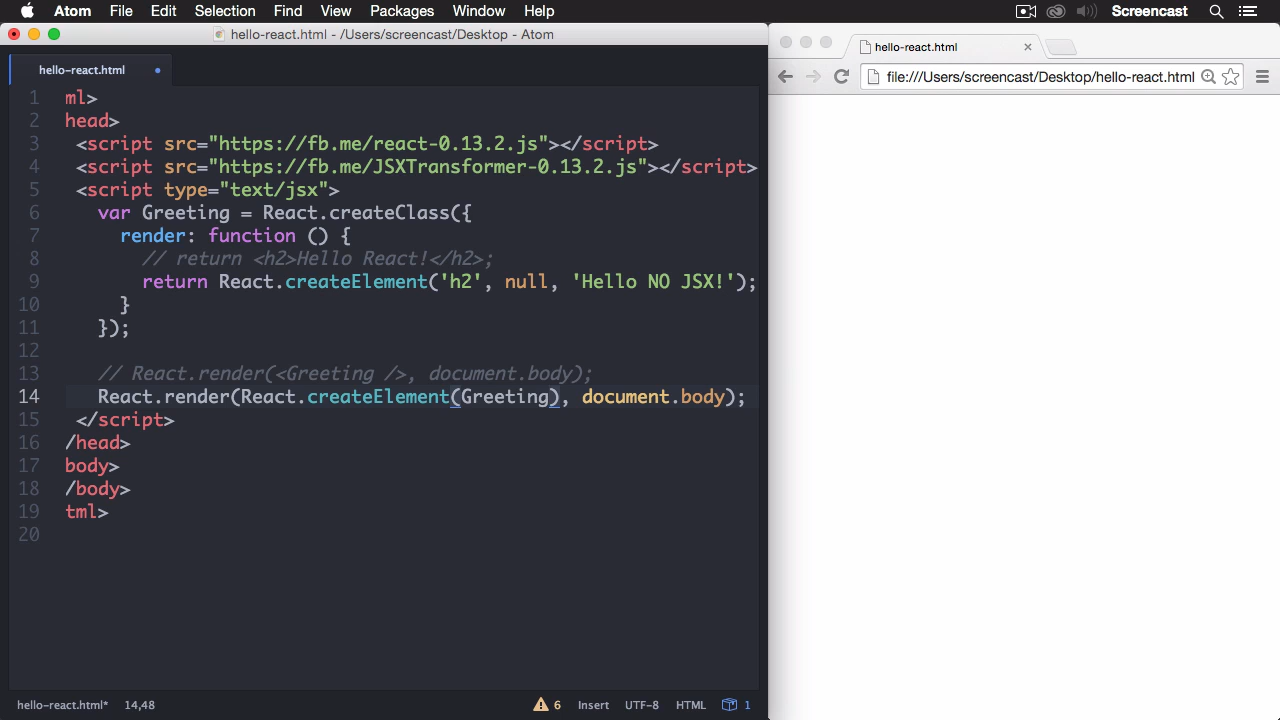 Atom File Edit Selection Find View Packages Window Help Screencast
hello-react.html - /Users/screencast/Desktop - Atom
hello-react.html
hello-react.html
file:///Users/screencast/Desktop/hello-react.html
1 ml>
2 head>
3 <script src="https://fb.me/react-0.13.2.js"></script>
4 <script src="https://fb.me/JSXTransformer-0.13.2.js"></script>
5 <script type="text/jsx">
6 var Greeting = React.createClass({
7 render: function () {
8 // return <h2>Hello React!</h2>;
9 return React.createElement('h2', null, 'Hello NO JSX!');
10 }
11 });
12
13 // React.render(<Greeting />, document.body);
14 React.render(React.createElement(Greeting), document.body);
15 </script>
16 /head>
17 body>
18 /body>
19 tml>
20
hello-react.html* 14,48 6 Insert UTF-8 HTML 1